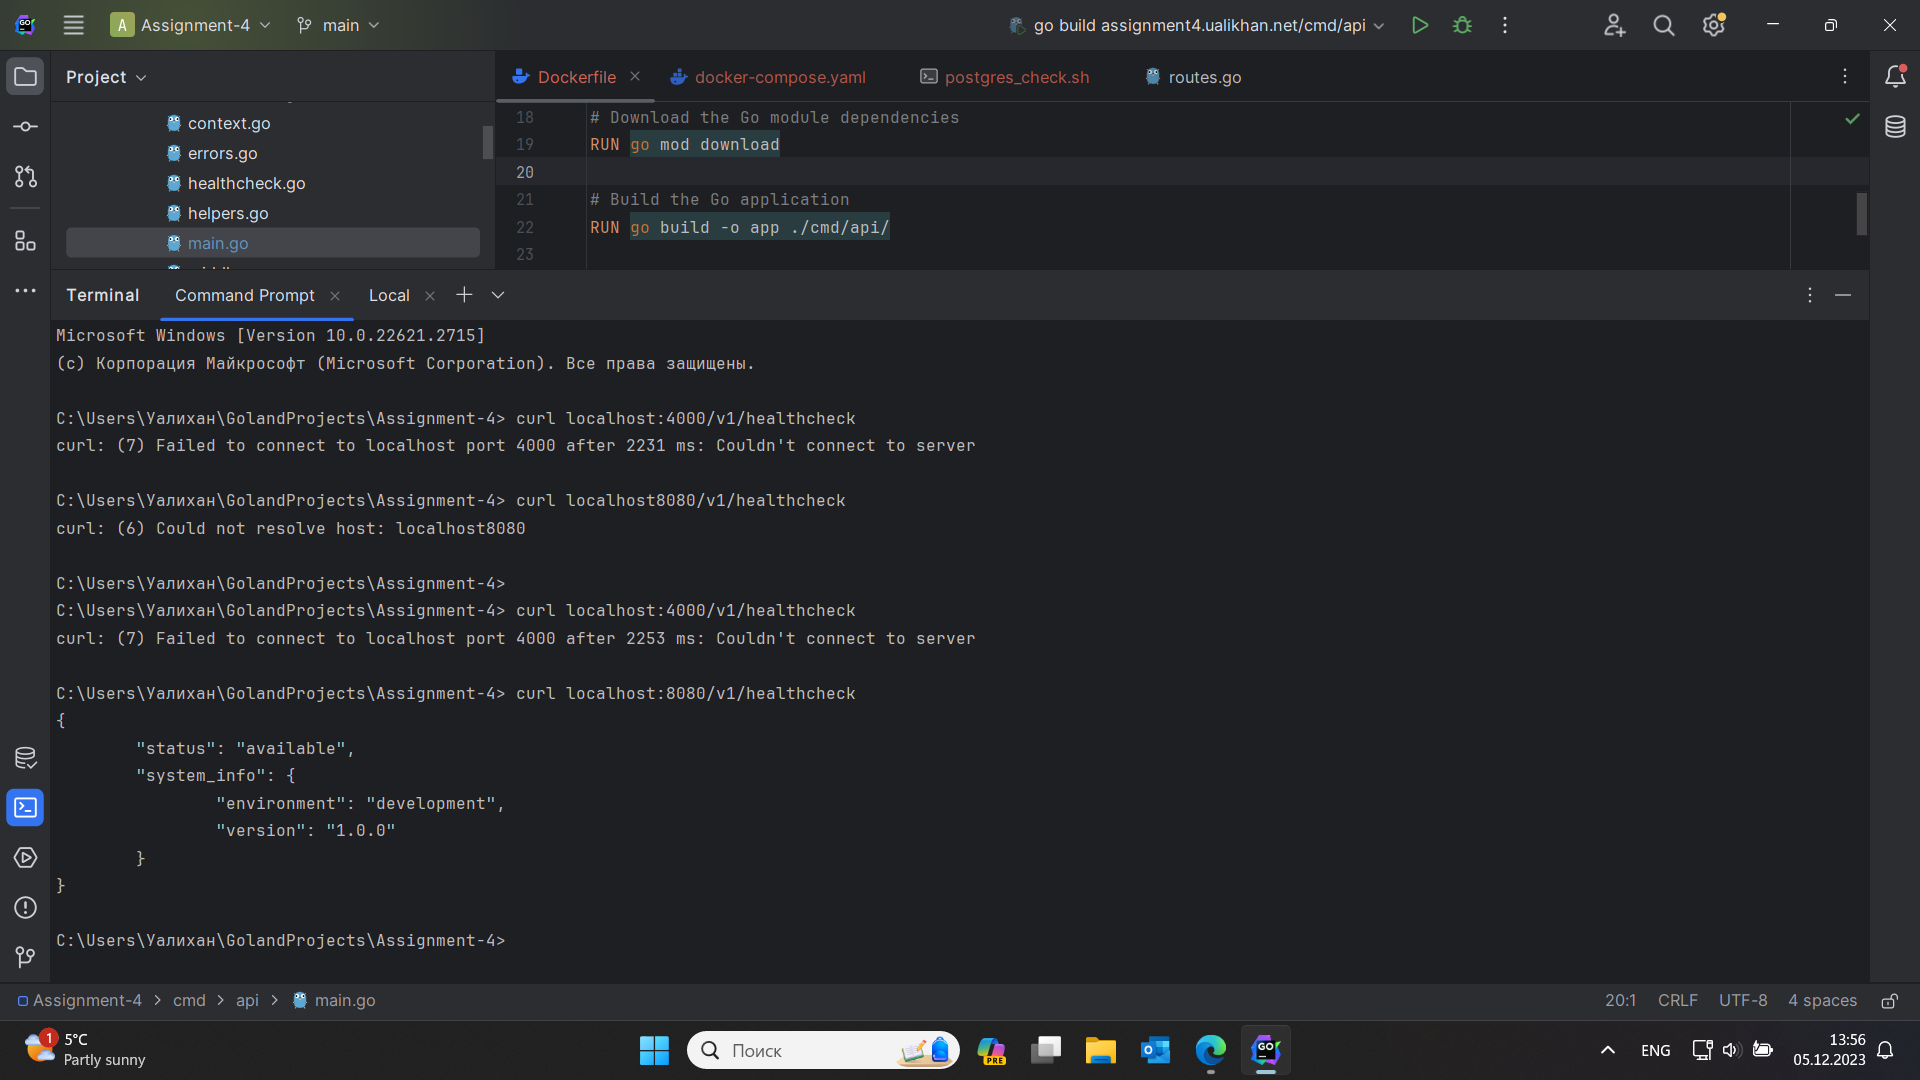 A Assignment-4
main
go build assignment4.ualikhan.net/cmd/api
Project
Dockerfile
docker-compose.yaml
postgres_check.sh
routes.go
context.go
errors.go
healthcheck.go
helpers.go
main.go
18 # Download the Go module dependencies
19 RUN go mod download
20
21 # Build the Go application
22 RUN go build -o app ./cmd/api/
23
Terminal
Command Prompt
Local
Microsoft Windows [Version 10.0.22621.2715]
(c) Корпорация Майкрософт (Microsoft Corporation). Все права защищены.
C:\Users\Уалихан\GolandProjects\Assignment-4> curl localhost:4000/v1/healthcheck
curl: (7) Failed to connect to localhost port 4000 after 2231 ms: Couldn't connect to server
C:\Users\Уалихан\GolandProjects\Assignment-4> curl localhost8080/v1/healthcheck
curl: (6) Could not resolve host: localhost8080
C:\Users\Уалихан\GolandProjects\Assignment-4>
C:\Users\Уалихан\GolandProjects\Assignment-4> curl localhost:4000/v1/healthcheck
curl: (7) Failed to connect to localhost port 4000 after 2253 ms: Couldn't connect to server
C:\Users\Уалихан\GolandProjects\Assignment-4> curl localhost:8080/v1/healthcheck
{
"status": "available",
"system_info": {
"environment": "development",
"version": "1.0.0"
}
}
C:\Users\Уалихан\GolandProjects\Assignment-4>
Assignment-4 > cmd > api > main.go
20:1 CRLF UTF-8 4 spaces
1
5°C
Partly sunny
Поиск
PRE
GO
ENG
13:56
05.12.2023